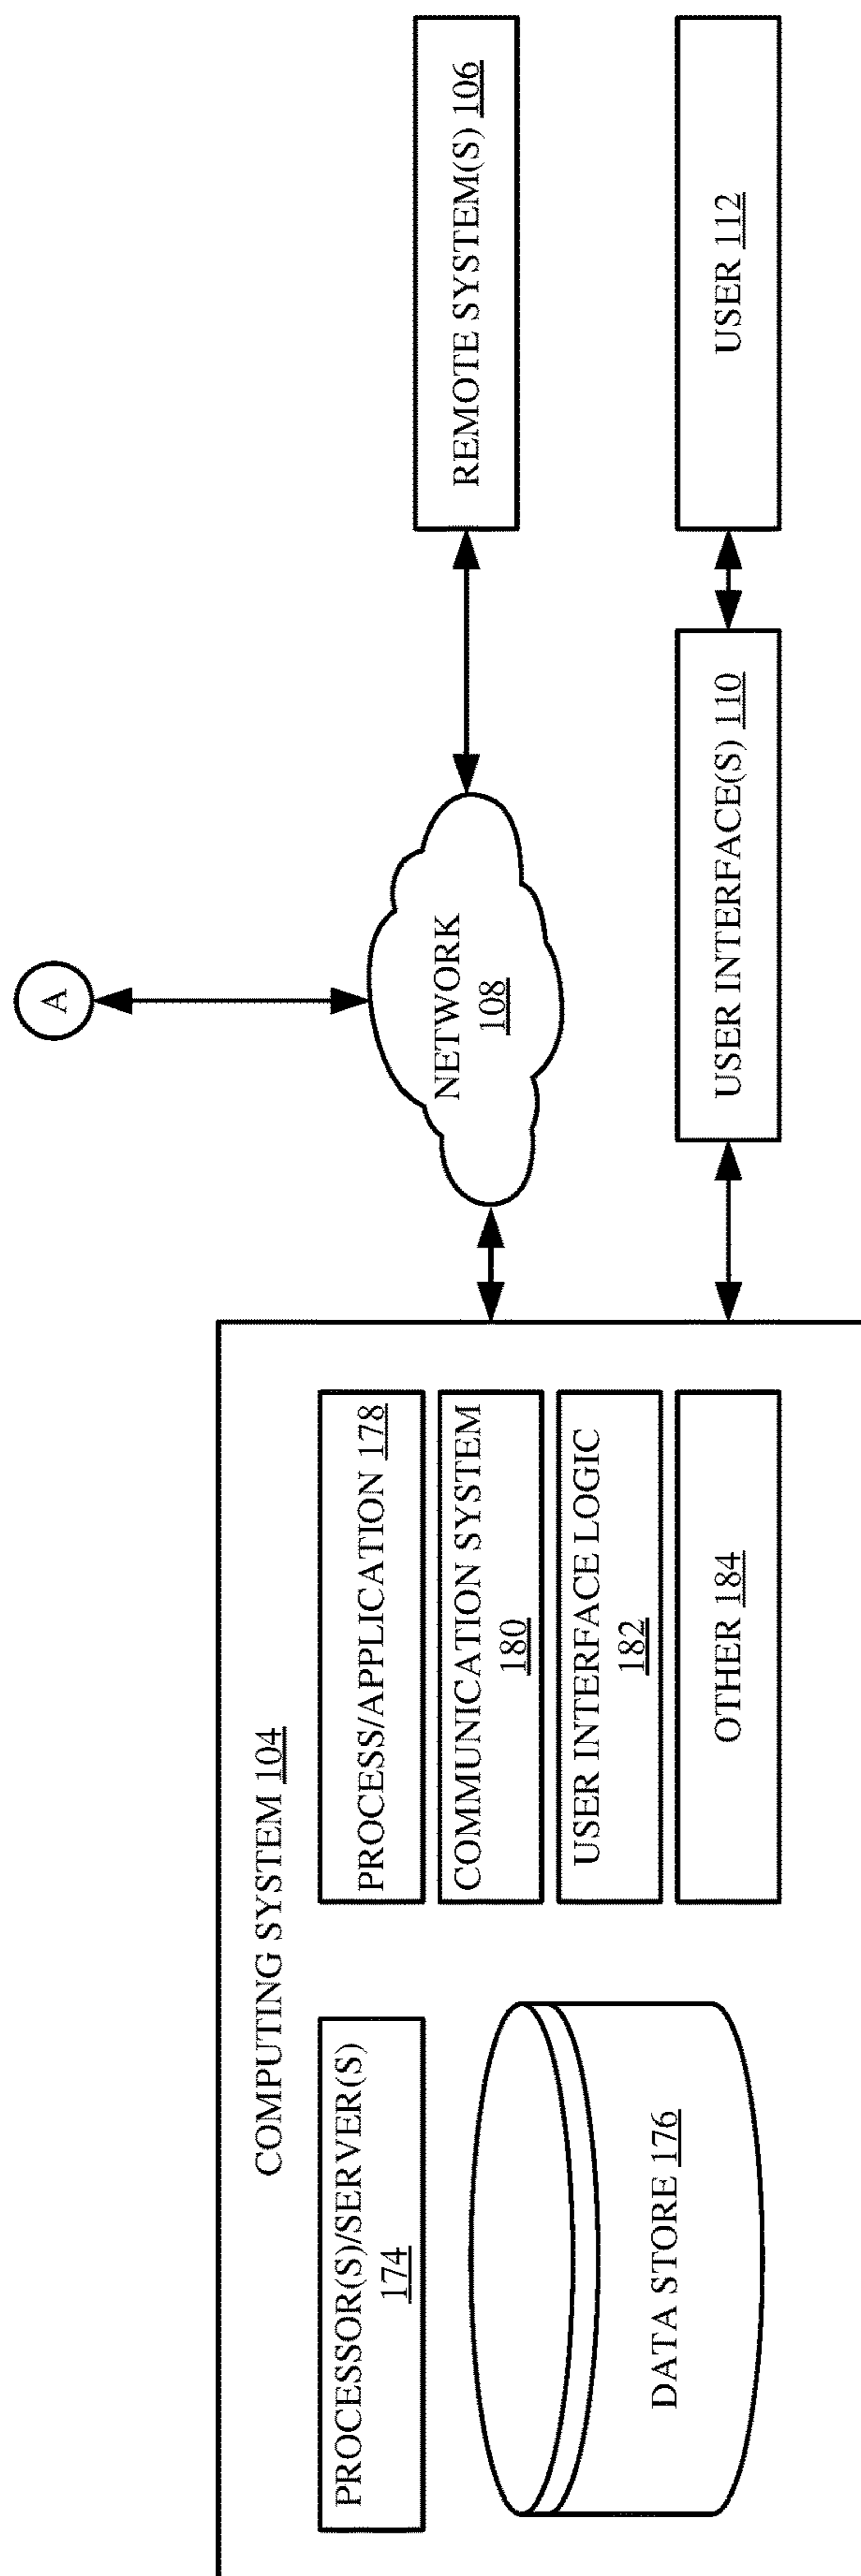 A
NETWORK
108
REMOTE SYSTEM(S) 106
COMPUTING SYSTEM 104
PROCESSOR(S)/SERVER(S)
174
DATA STORE 176
PROCESS/APPLICATION 178
COMMUNICATION SYSTEM
180
USER INTERFACE LOGIC
182
OTHER 184
USER INTERFACE(S) 110
USER 112